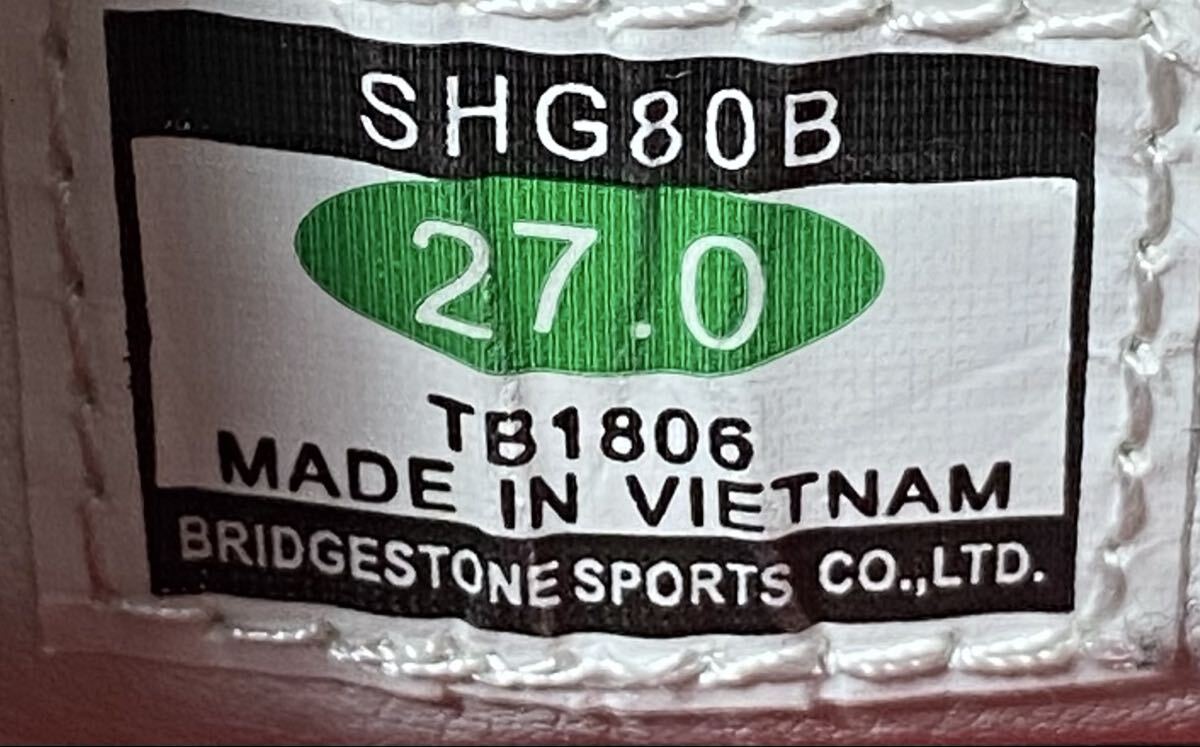 SHG80B
27.0
TB1806
MADE IN VIETNAM
BRIDGESTONE SPORTS CO.,LTD.